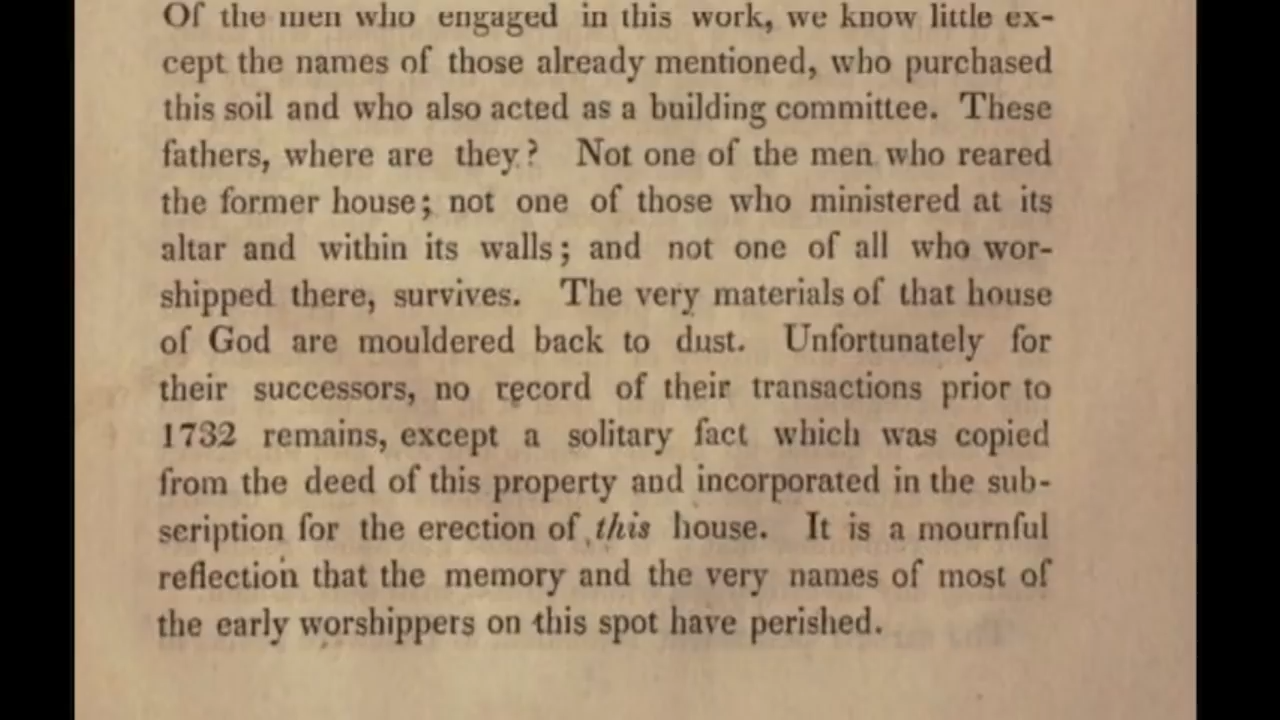 Of the men who engaged in this work, we know little ex-
cept the names of those already mentioned, who purchased
this soil and who also acted as a building committee. These
fathers, where are they? Not one of the men who reared
the former house; not one of those who ministered at its
altar and within its walls; and not one of all who wor-
shipped there, survives. The very materials of that house
of God are mouldered back to dust. Unfortunately for
their successors, no record of their transactions prior to
1732 remains, except a solitary fact which was copied
from the deed of this property and incorporated in the sub-
scription for the erection of this house. It is a mournful
reflection that the memory and the very names of most of
the early worshippers on this spot have perished.